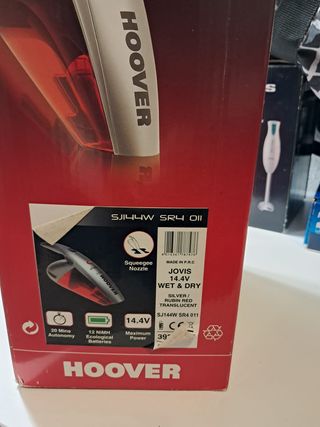 HOOVER
SJ144W SR4 011
Squeegee
Nozzle
MADE IN P.R.C
JOVIS
14.4V
WET & DRY
SILVER /
RUBIN RED
TRANSLUCENT
SJ144W SR4 011
20 Mins
Autonomy
12 NiMH
Ecological
Batteries
14.4V
Maximum
Power
CE
HOOVER